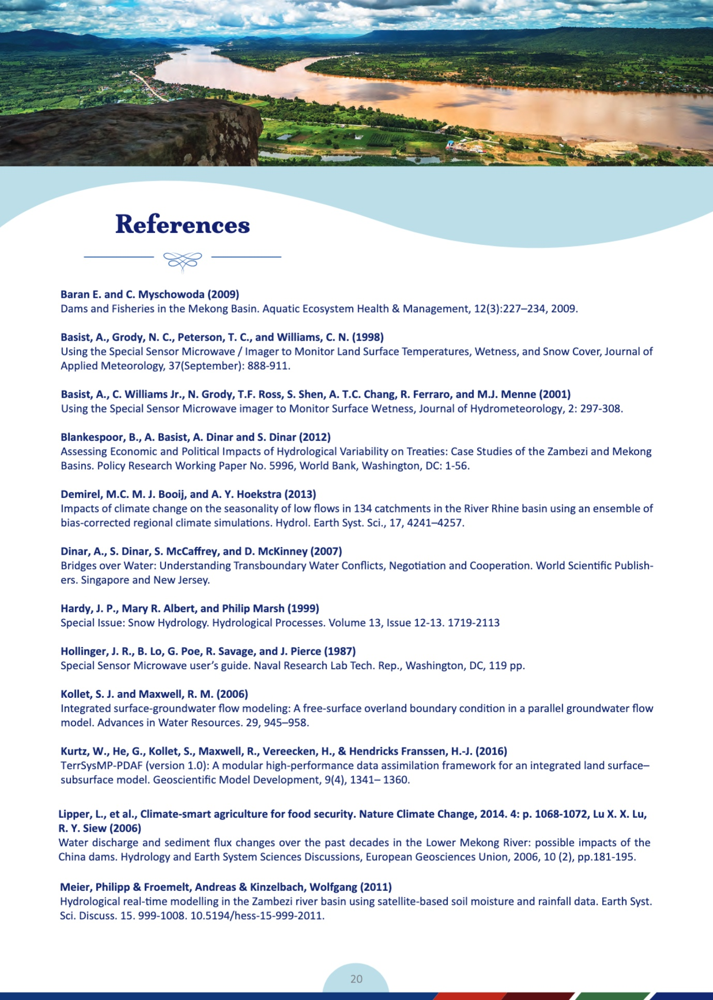 References
Baran E. and C. Myschowoda (2009)
Dams and Fisheries in the Mekong Basin. Aquatic Ecosystem Health & Management, 12(3):227–234, 2009.
Basist, A., Grody, N. C., Peterson, T. C., and Williams, C. N. (1998)
Using the Special Sensor Microwave / Imager to Monitor Land Surface Temperatures, Wetness, and Snow Cover, Journal of
Applied Meteorology, 37(September): 888-911.
Basist, A., C. Williams Jr., N. Grody, T.F. Ross, S. Shen, A. T.C. Chang, R. Ferraro, and M.J. Menne (2001)
Using the Special Sensor Microwave imager to Monitor Surface Wetness, Journal of Hydrometeorology, 2: 297-308.
Blankespoor, B., A. Basist, A. Dinar and S. Dinar (2012)
Assessing Economic and Political Impacts of Hydrological Variability on Treaties: Case Studies of the Zambezi and Mekong
Basins. Policy Research Working Paper No. 5996, World Bank, Washington, DC: 1-56.
Demirel, M.C. M. J. Booij, and A. Y. Hoekstra (2013)
Impacts of climate change on the seasonality of low flows in 134 catchments in the River Rhine basin using an ensemble of
bias-corrected regional climate simulations. Hydrol. Earth Syst. Sci., 17, 4241–4257.
Dinar, A., S. Dinar, S. McCaffrey, and D. McKinney (2007)
Bridges over Water: Understanding Transboundary Water Conflicts, Negotiation and Cooperation. World Scientific Publish-
ers. Singapore and New Jersey.
Hardy, J. P., Mary R. Albert, and Philip Marsh (1999)
Special Issue: Snow Hydrology. Hydrological Processes. Volume 13, Issue 12-13. 1719-2113
Hollinger, J. R., B. Lo, G. Poe, R. Savage, and J. Pierce (1987)
Special Sensor Microwave user’s guide. Naval Research Lab Tech. Rep., Washington, DC, 119 pp.
Kollet, S. J. and Maxwell, R. M. (2006)
Integrated surface-groundwater flow modeling: A free-surface overland boundary condition in a parallel groundwater flow
model. Advances in Water Resources. 29, 945–958.
Kurtz, W., He, G., Kollet, S., Maxwell, R., Vereecken, H., & Hendricks Franssen, H.-J. (2016)
TerrSysMP-PDAF (version 1.0): A modular high-performance data assimilation framework for an integrated land surface–
subsurface model. Geoscientific Model Development, 9(4), 1341– 1360.
Lipper, L., et al., Climate-smart agriculture for food security. Nature Climate Change, 2014. 4: p. 1068-1072, Lu X. X. Lu,
R. Y. Siew (2006)
Water discharge and sediment flux changes over the past decades in the Lower Mekong River: possible impacts of the
China dams. Hydrology and Earth System Sciences Discussions, European Geosciences Union, 2006, 10 (2), pp.181-195.
Meier, Philipp & Froemelt, Andreas & Kinzelbach, Wolfgang (2011)
Hydrological real-time modelling in the Zambezi river basin using satellite-based soil moisture and rainfall data. Earth Syst.
Sci. Discuss. 15. 999-1008. 10.5194/hess-15-999-2011.
20